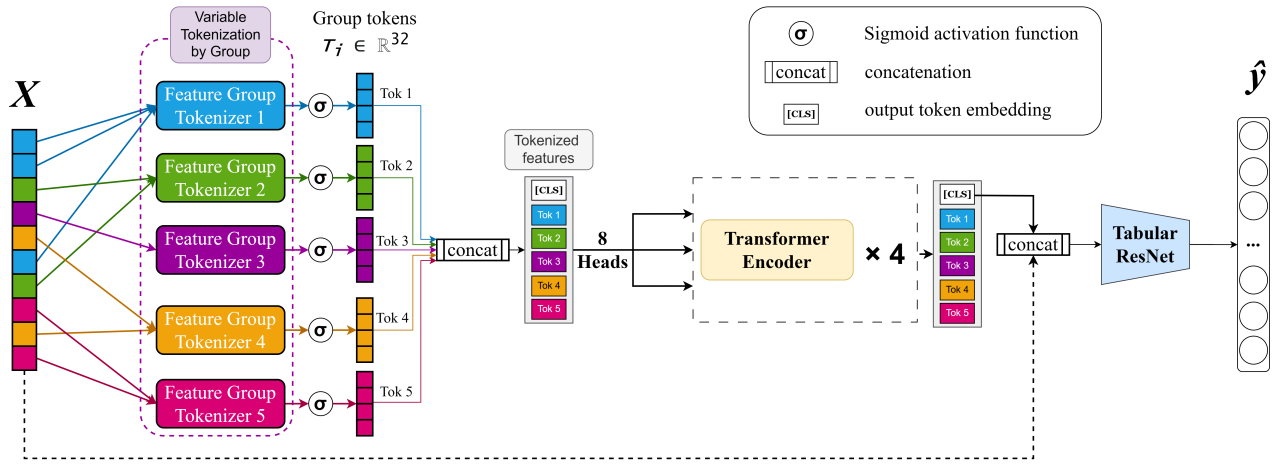 Variable
Tokenization
by Group
Group tokens
𝒯𝒋 ∈ ℝ³²
X
Feature Group
Tokenizer 1
Feature Group
Tokenizer 2
Feature Group
Tokenizer 3
Feature Group
Tokenizer 4
Feature Group
Tokenizer 5
σ
σ
σ
σ
σ
Tok 1
Tok 2
Tok 3
Tok 4
Tok 5
concat
Tokenized
features
[CLS]
Tok 1
Tok 2
Tok 3
Tok 4
Tok 5
8
Heads
Transformer
Encoder
× 4
[CLS]
Tok 1
Tok 2
Tok 3
Tok 4
Tok 5
concat
Tabular
ResNet
ŷ
...
σ Sigmoid activation function
concat concatenation
[CLS] output token embedding